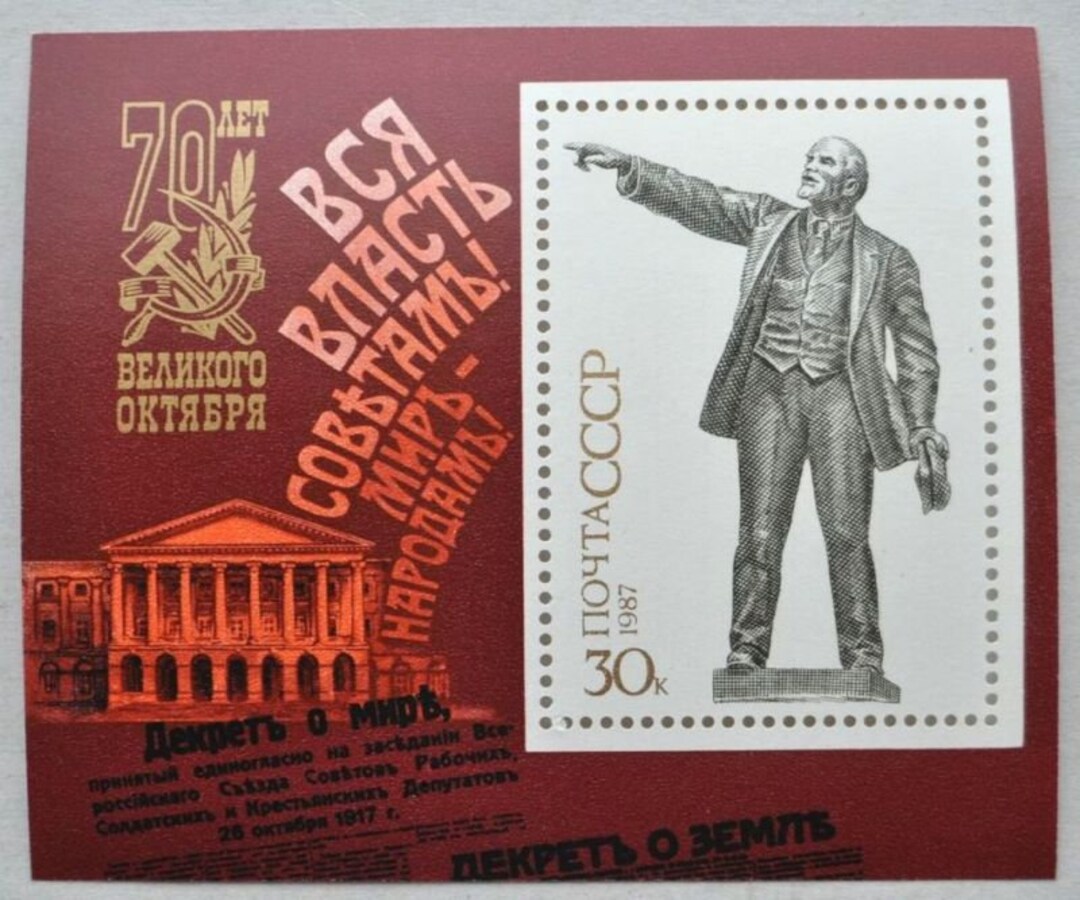 70 ЛЕТ
ВЕЛИКОГО
ОКТЯБРЯ
ВСЯ
ВЛАСТЬ
СОВѢТАМЪ!
МИРЪ –
НАРОДАМЪ!
ПОЧТА СССР
1987
30к
Декретъ о мирѣ,
принятый единогласно на засѣданіи Все-
россійскаго Съѣзда Совѣтовъ Рабочихъ,
Солдатскихъ и Крестьянскихъ Депутатовъ
26 октября 1917 г.
ДЕКРЕТЪ О ЗЕМЛѢ